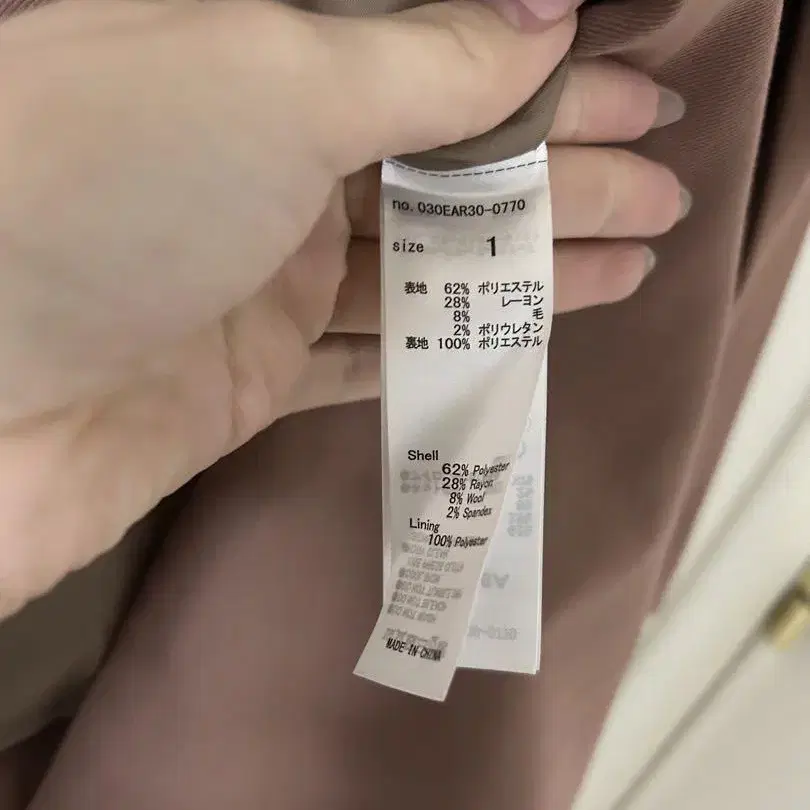 no. 030EAR30-0770
size 1
表地 62% ポリエステル
28% レーヨン
8% 毛
2% ポリウレタン
裏地 100% ポリエステル
Shell
62% Polyester
28% Rayon
8% Wool
2% Spandex
Lining
100% Polyester
MADE IN CHINA